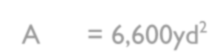 A = 6,600yd²